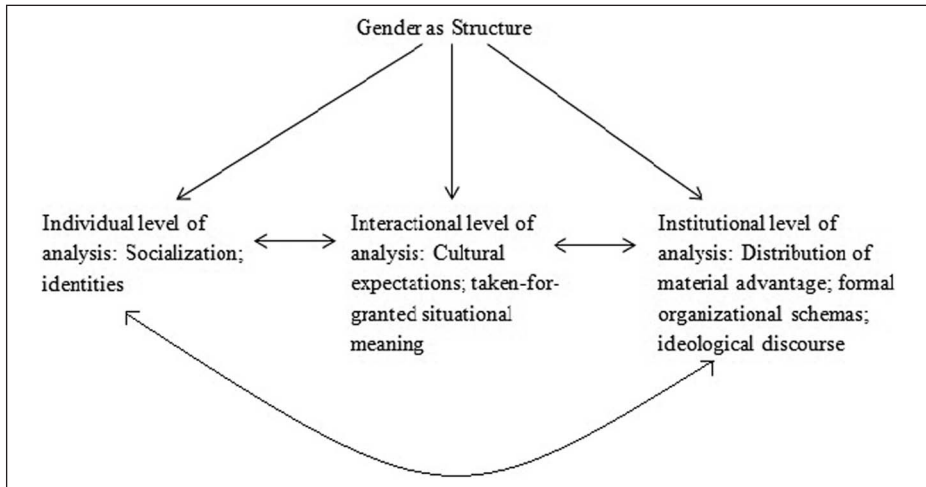 Gender as Structure
Individual level of
analysis: Socialization;
identities
Interactional level of
analysis: Cultural
expectations; taken-for-
granted situational
meaning
Institutional level of
analysis: Distribution of
material advantage; formal
organizational schemas;
ideological discourse